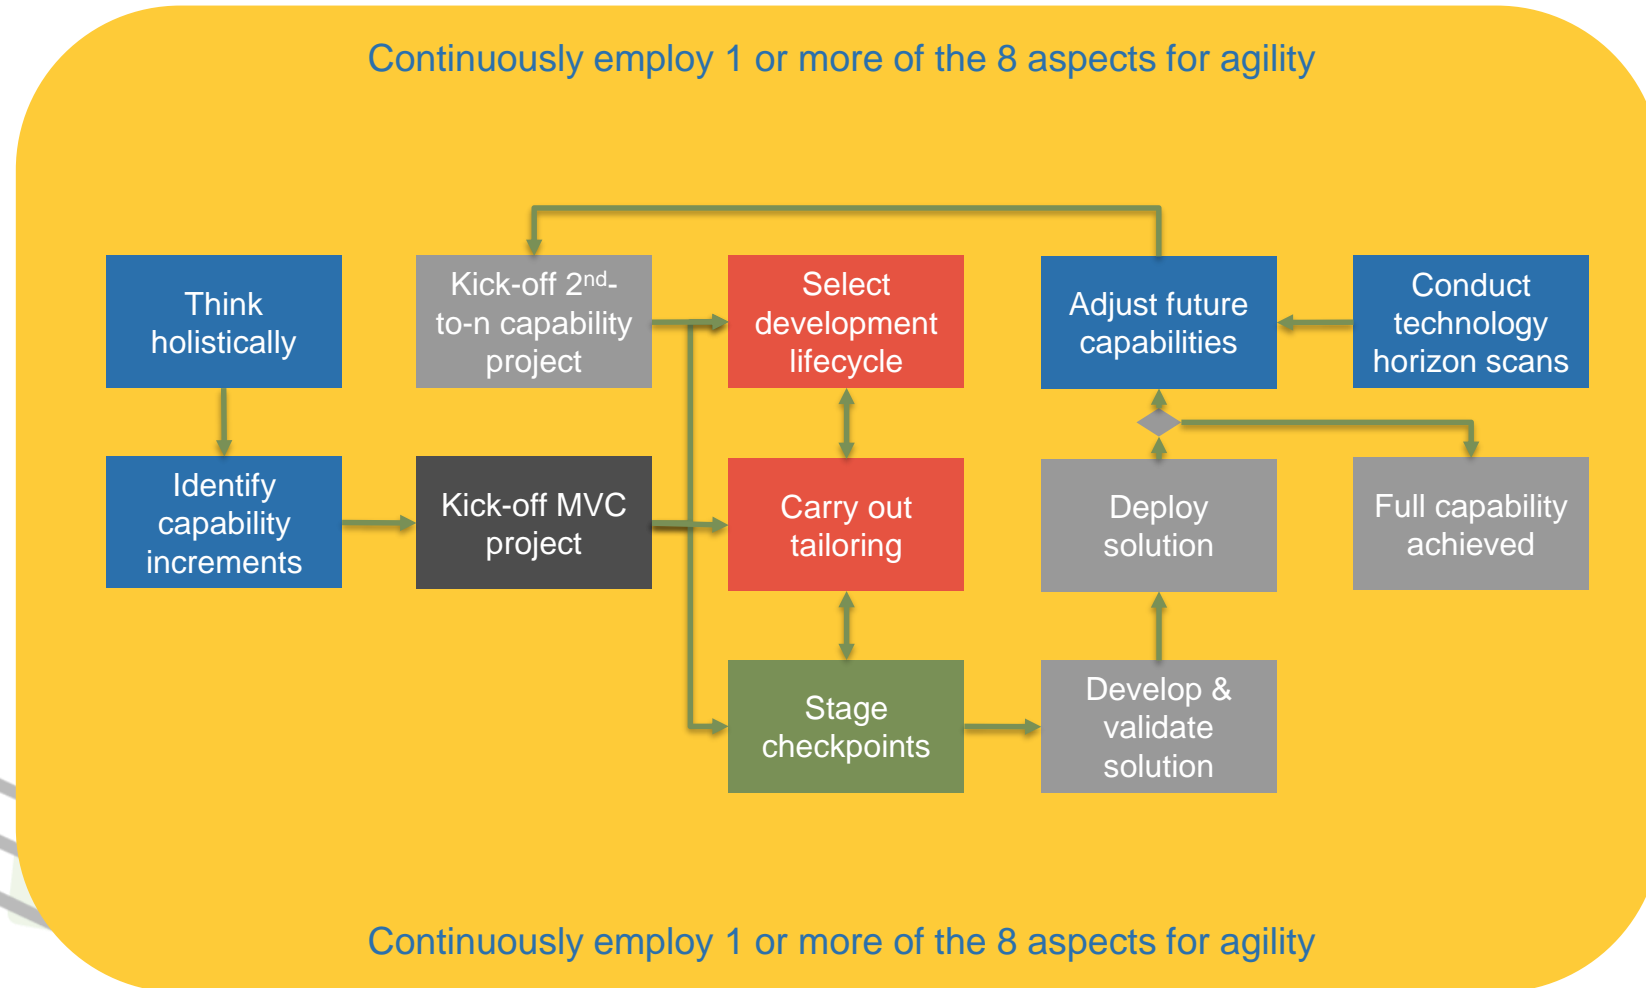 Continuously employ 1 or more of the 8 aspects for agility
Think
holistically
Kick-off 2nd-
to-n capability
project
Select
development
lifecycle
Adjust future
capabilities
Conduct
technology
horizon scans
Identify
capability
increments
Kick-off MVC
project
Carry out
tailoring
Deploy
solution
Full capability
achieved
Stage
checkpoints
Develop &
validate
solution
Continuously employ 1 or more of the 8 aspects for agility